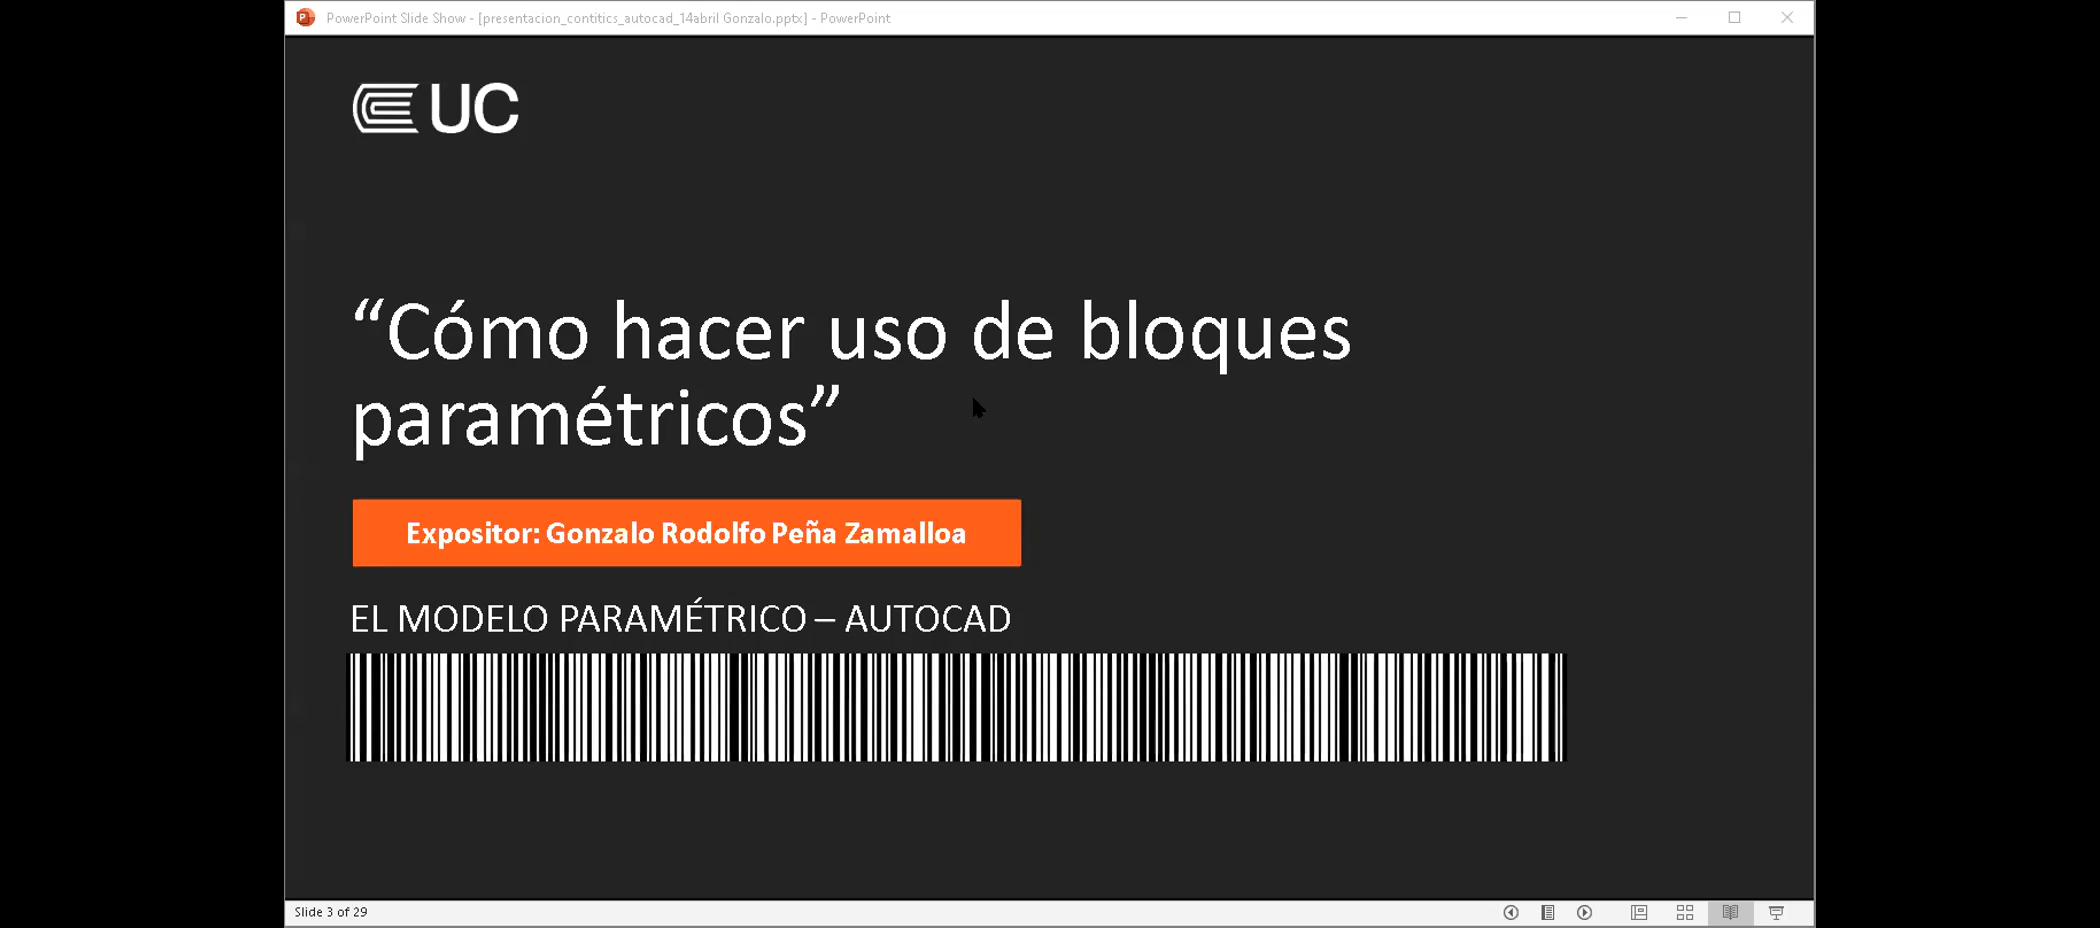 PowerPoint Slide Show - [presentacion_contitics_autocad_14abril Gonzalo.pptx] - PowerPoint
UC
“Cómo hacer uso de bloques
paramétricos”
Expositor: Gonzalo Rodolfo Peña Zamalloa
EL MODELO PARAMÉTRICO – AUTOCAD
Slide 3 of 29